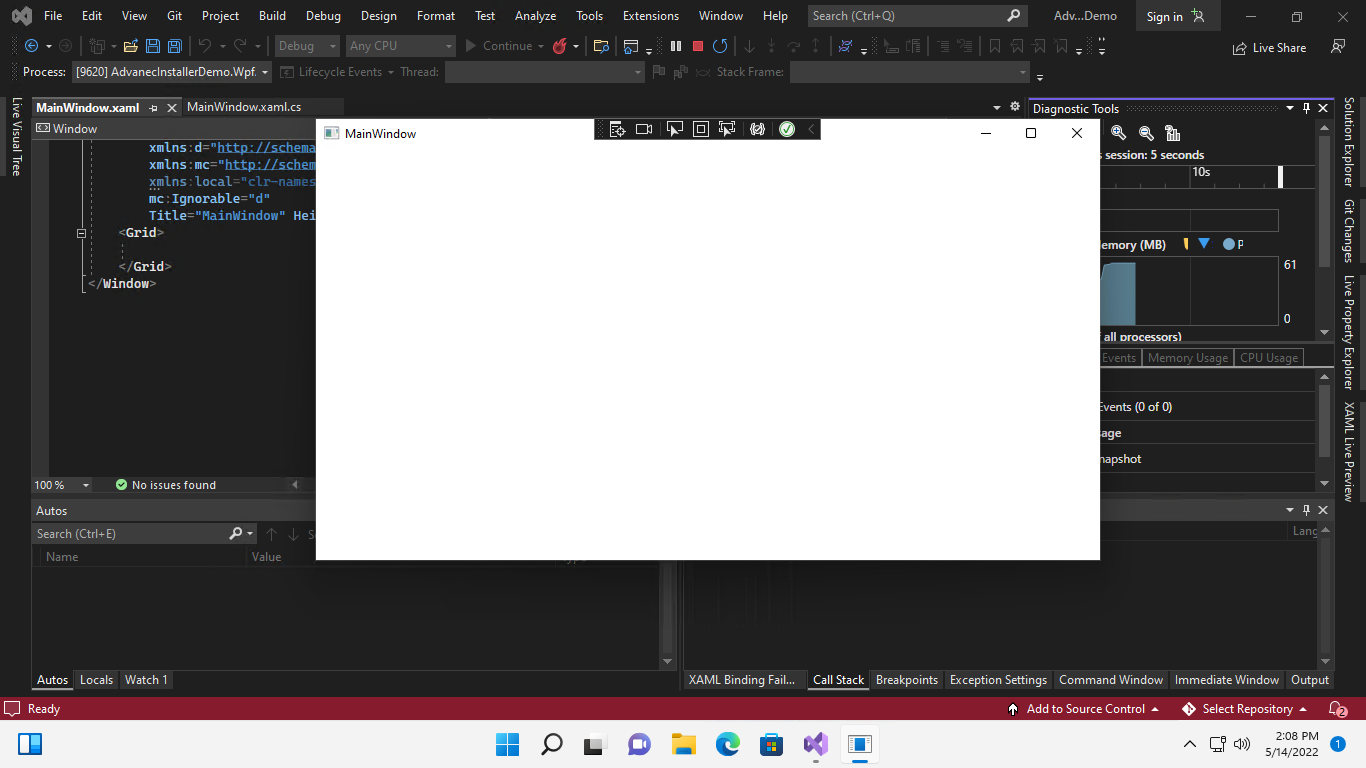 File Edit View Git Project Build Debug Design Format Test Analyze Tools Extensions Window Help Search (Ctrl+Q) Adv...Demo Sign in
Debug Any CPU Continue Live Share
Process: [9620] AdvanecInstallerDemo.Wpf. Lifecycle Events Thread: Stack Frame:
Live Visual Tree
MainWindow.xaml MainWindow.xaml.cs
Window
xmlns:d="http://schema
xmlns:mc="http://schem
xmlns:local="clr-names
mc:Ignorable="d"
Title="MainWindow" Hei
<Grid>
</Grid>
</Window>
100 % No issues found
MainWindow
Diagnostic Tools
s session: 5 seconds
10s
emory (MB) P
61
0
f all processors)
Events Memory Usage CPU Usage
Events (0 of 0)
sage
napshot
Solution Explorer
Git Changes
Live Property Explorer
XAML Live Preview
Autos
Search (Ctrl+E)
Name Value Type
Lang
Autos Locals Watch 1
XAML Binding Fail... Call Stack Breakpoints Exception Settings Command Window Immediate Window Output
Ready Add to Source Control Select Repository 2
2:08 PM
5/14/2022 1